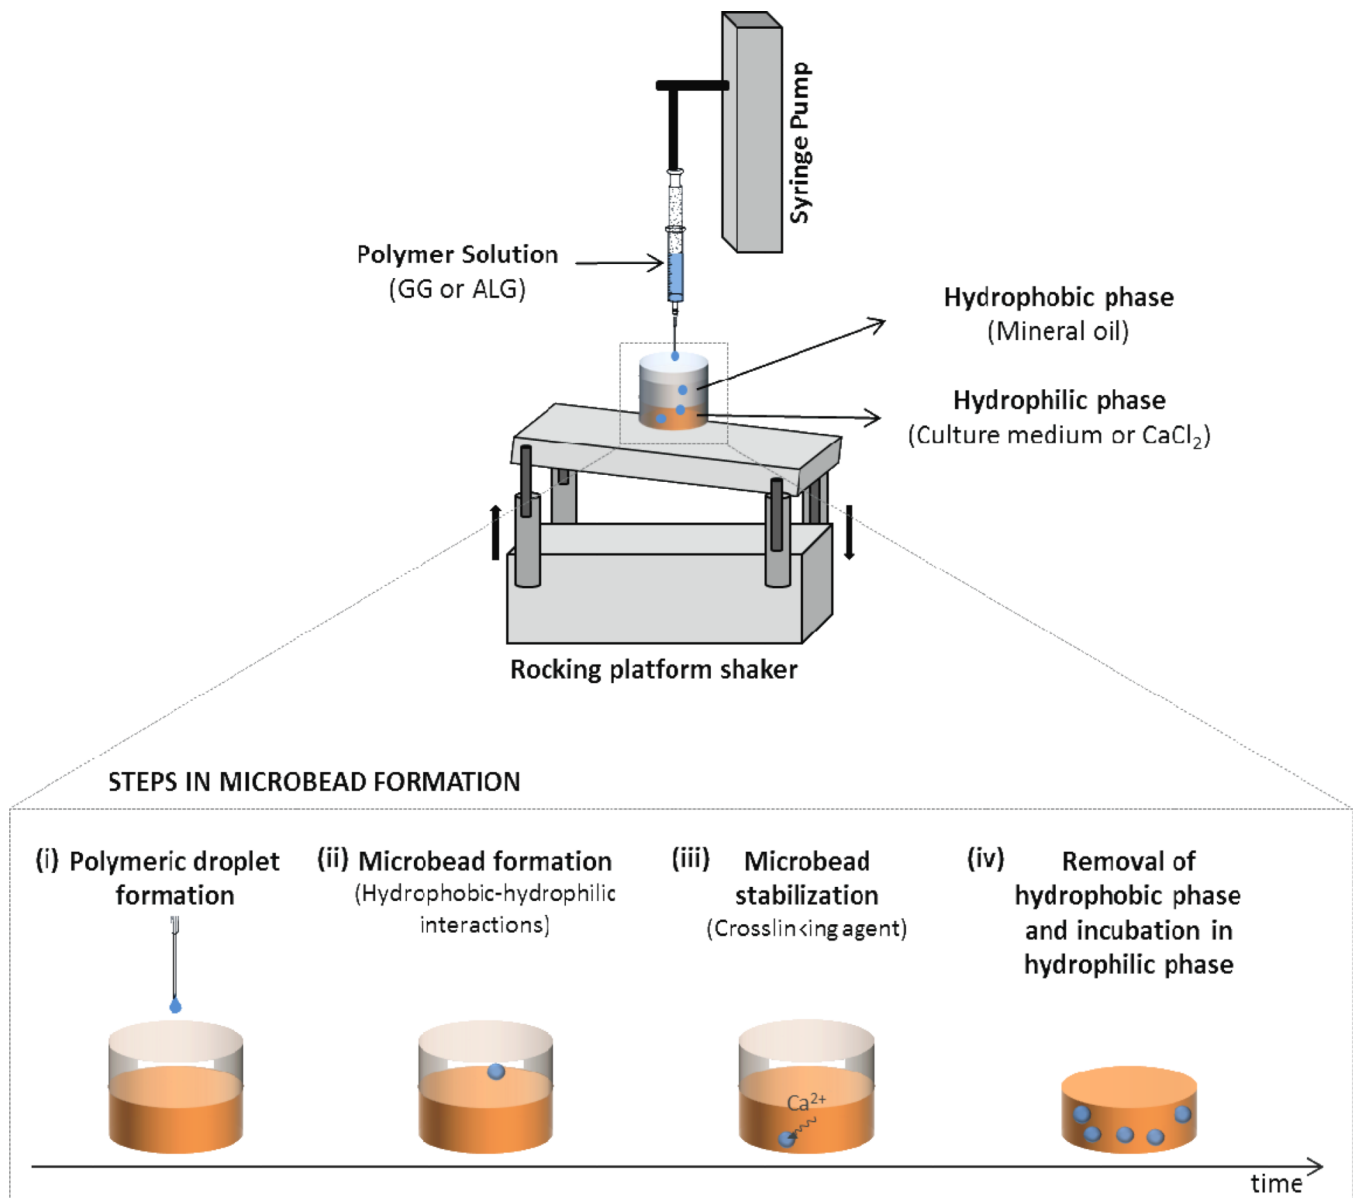 Syringe Pump
Polymer Solution
(GG or ALG)
Hydrophobic phase
(Mineral oil)
Hydrophilic phase
(Culture medium or CaCl₂)
Rocking platform shaker
STEPS IN MICROBEAD FORMATION
(i) Polymeric droplet
formation
(ii) Microbead formation
(Hydrophobic-hydrophilic
interactions)
(iii) Microbead
stabilization
(Crosslin<ing agent)
(iv) Removal of
hydrophobic phase
and incubation in
hydrophilic phase
Ca²⁺
time